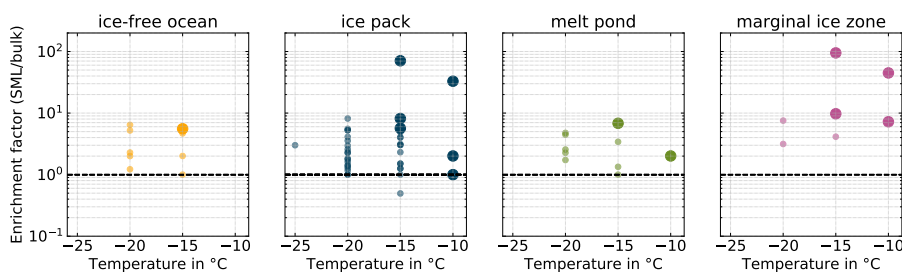 ice-free ocean ice pack melt pond marginal ice zone
Enrichment factor (SML/bulk)
10² 
10¹
10⁰
10⁻¹
−25 −20 −15 −10 −25 −20 −15 −10 −25 −20 −15 −10 −25 −20 −15 −10
Temperature in °C Temperature in °C Temperature in °C Temperature in °C